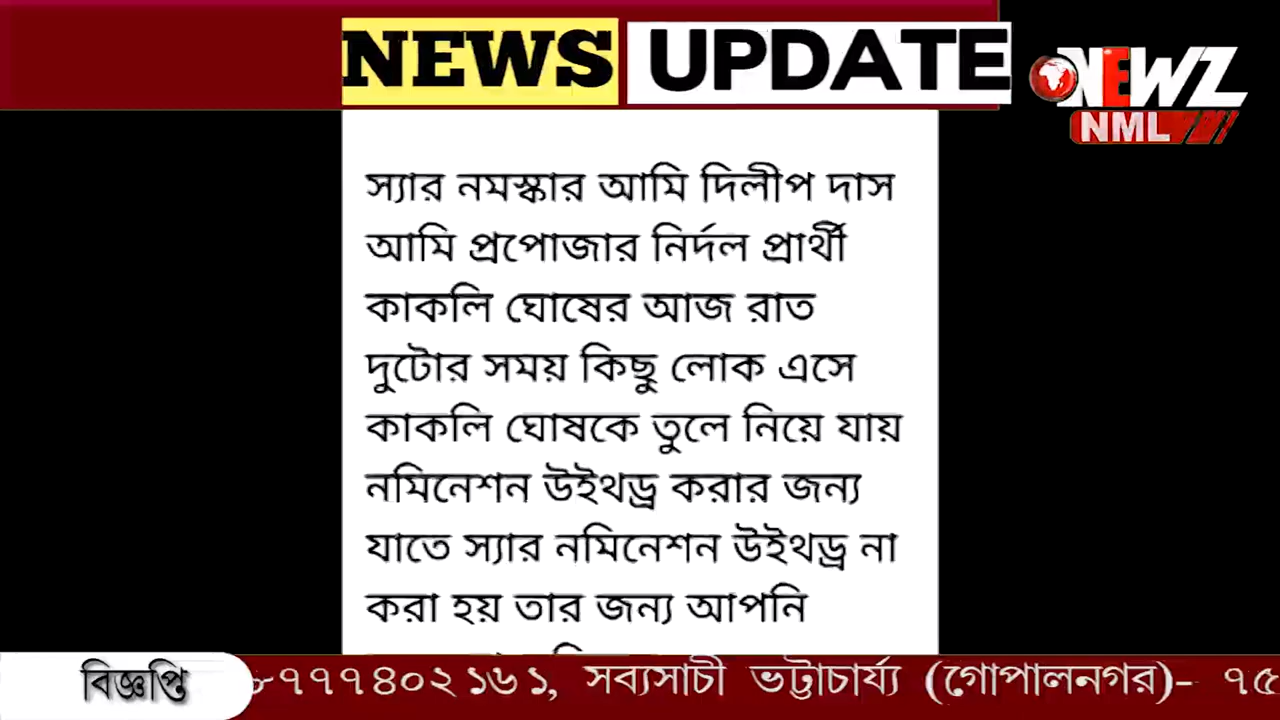 NEWS UPDATE
NEWZ
NML
স্যার নমস্কার আমি দিলীপ দাস
আমি প্রপোজার নির্দল প্রার্থী
কাকলি ঘোষের আজ রাত
দুটোর সময় কিছু লোক এসে
কাকলি ঘোষকে তুলে নিয়ে যায়
নমিনেশন উইথড্র করার জন্য
যাতে স্যার নমিনেশন উইথড্র না
করা হয় তার জন্য আপনি
বিজ্ঞপ্তি ৮৭৭৭৪০২১৬১, সব্যসাচী ভট্টাচার্য্য (গোপালনগর)- ৭৫